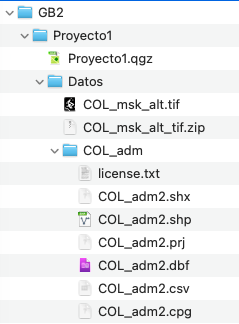 GB2
Proyecto1
Proyecto1.qgz
Datos
COL_msk_alt.tif
COL_msk_alt_tif.zip
COL_adm
license.txt
COL_adm2.shx
COL_adm2.shp
COL_adm2.prj
COL_adm2.dbf
COL_adm2.csv
COL_adm2.cpg